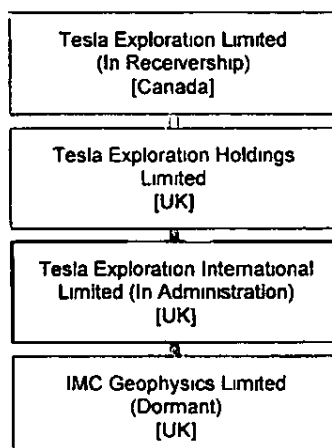 Tesla Exploration Limited
(In Receivership)
[Canada]
Tesla Exploration Holdings
Limited
[UK]
Tesla Exploration International
Limited (In Administration)
[UK]
IMC Geophysics Limited
(Dormant)
[UK]